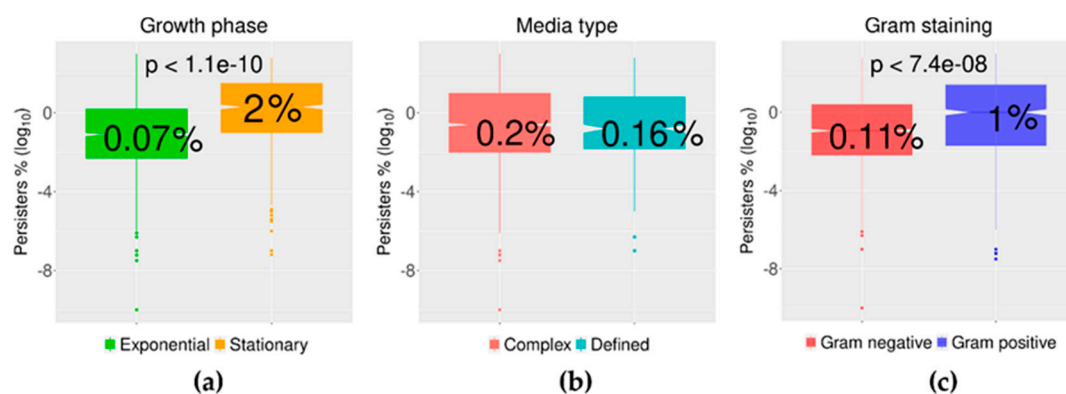 Growth phase
p < 1.1e-10
Persisters % (log10)
0
-4
-8
0.07%
2%
Exponential Stationary
(a)
Media type
Persisters % (log10)
0
-4
-8
0.2%
0.16%
Complex Defined
(b)
Gram staining
p < 7.4e-08
Persisters % (log10)
0
-4
-8
0.11%
1%
Gram negative Gram positive
(c)